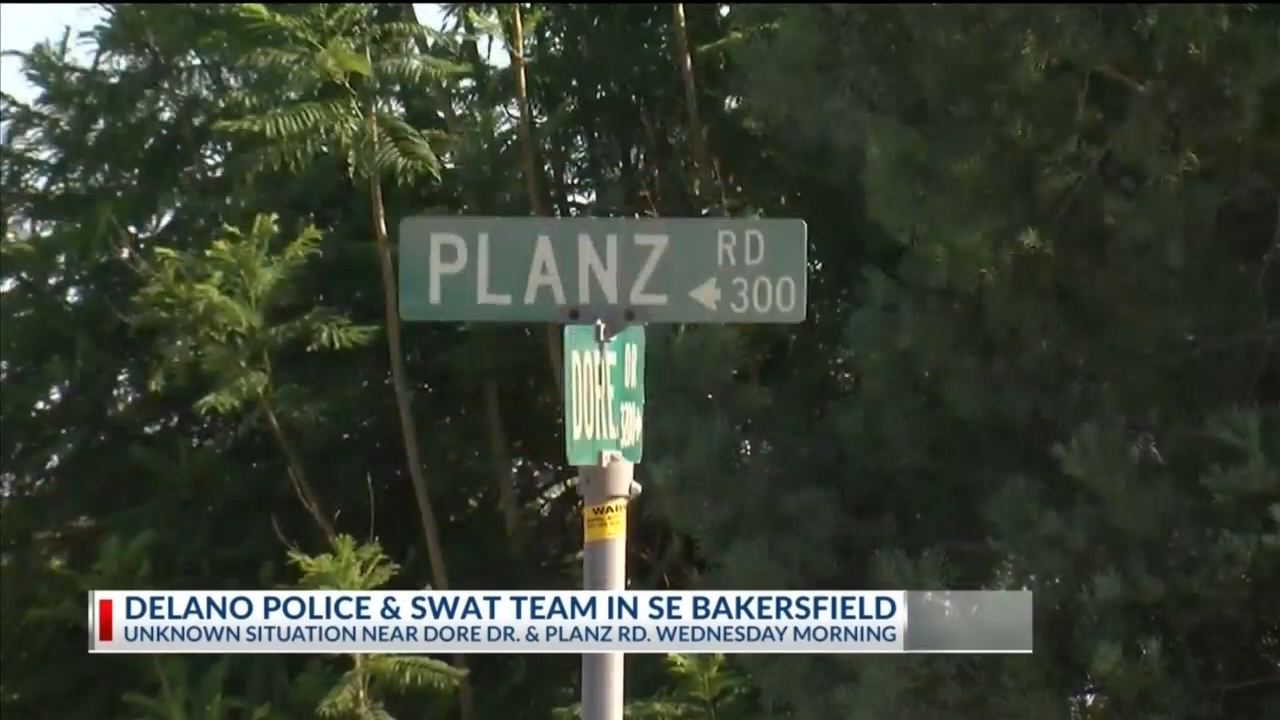 PLANZ RD
←300
DORE DR
DELANO POLICE & SWAT TEAM IN SE BAKERSFIELD
UNKNOWN SITUATION NEAR DORE DR. & PLANZ RD. WEDNESDAY MORNING